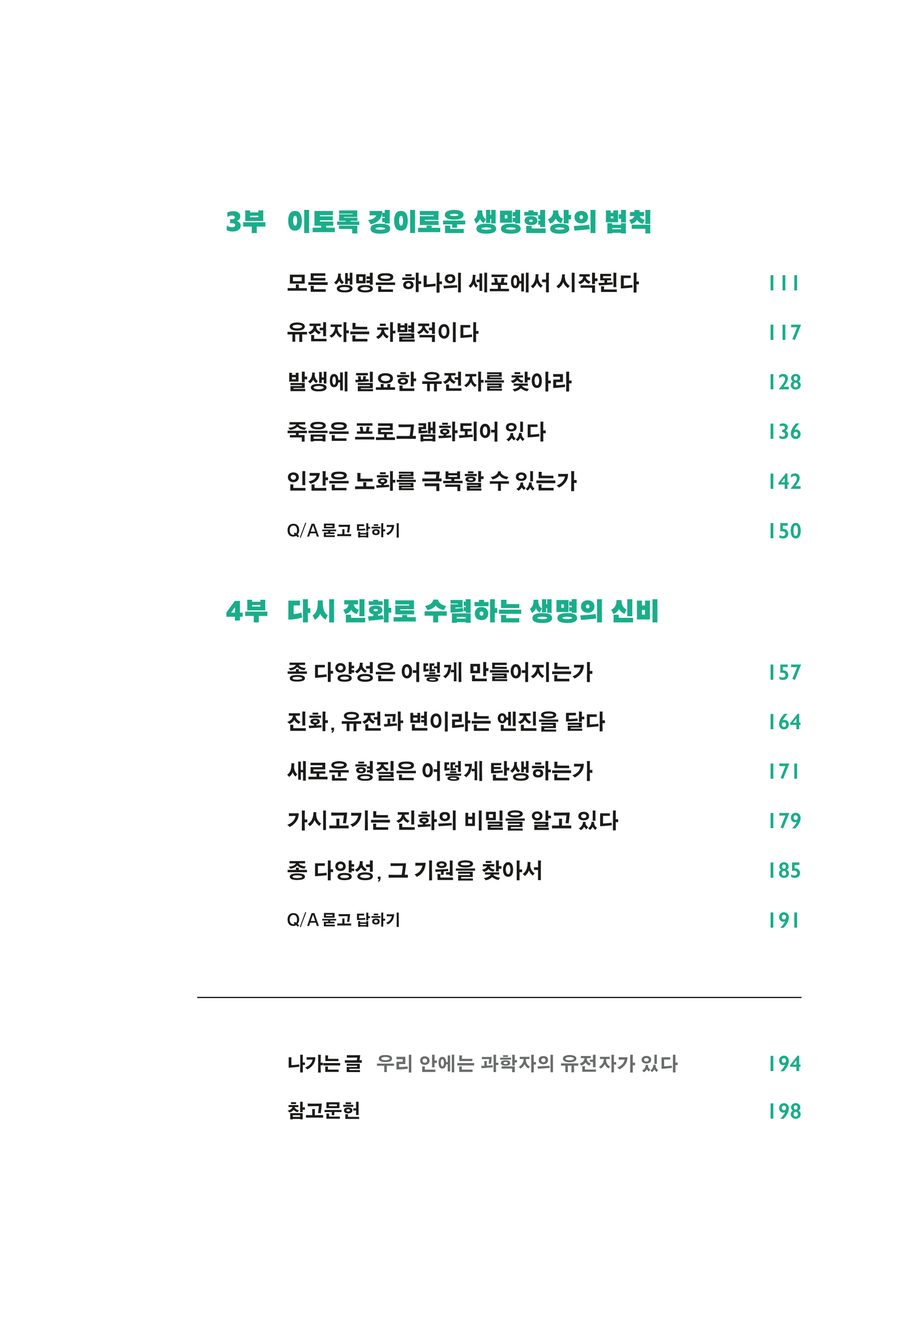 3부 이토록 경이로운 생명현상의 법칙
모든 생명은 하나의 세포에서 시작된다 111
유전자는 차별적이다 117
발생에 필요한 유전자를 찾아라 128
죽음은 프로그램화되어 있다 136
인간은 노화를 극복할 수 있는가 142
Q/A 묻고 답하기 150
4부 다시 진화로 수렴하는 생명의 신비
종 다양성은 어떻게 만들어지는가 157
진화, 유전과 변이라는 엔진을 달다 164
새로운 형질은 어떻게 탄생하는가 171
가시고기는 진화의 비밀을 알고 있다 179
종 다양성, 그 기원을 찾아서 185
Q/A 묻고 답하기 191
나가는 글 우리 안에는 과학자의 유전자가 있다 194
참고문헌 198